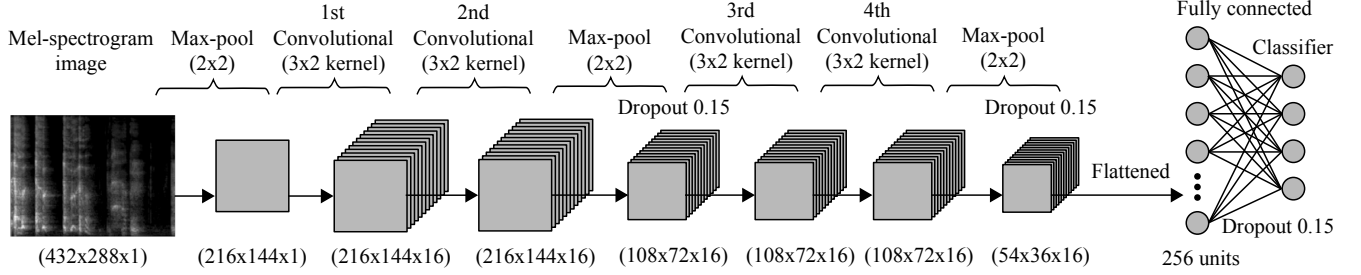 Mel-spectrogram
image
Max-pool
(2x2)
1st
Convolutional
(3x2 kernel)
2nd
Convolutional
(3x2 kernel)
Max-pool
(2x2)
3rd
Convolutional
(3x2 kernel)
4th
Convolutional
(3x2 kernel)
Max-pool
(2x2)
Fully connected
Classifier
Dropout 0.15
Dropout 0.15
Flattened
Dropout 0.15
(432x288x1)
(216x144x1)
(216x144x16)
(216x144x16)
(108x72x16)
(108x72x16)
(108x72x16)
(54x36x16)
256 units